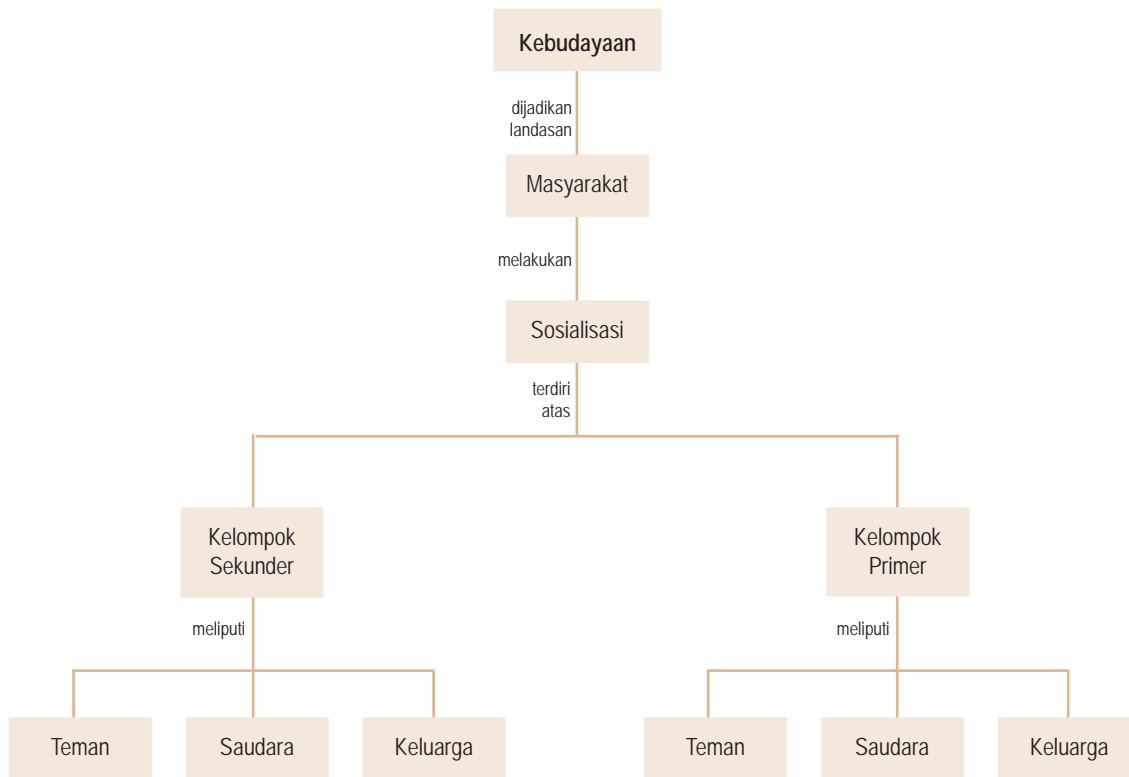 Kebudayaan
dijadikan
landasan
Masyarakat
melakukan
Sosialisasi
terdiri
atas
Kelompok
Sekunder
Kelompok
Primer
meliputi
meliputi
Teman
Saudara
Keluarga
Teman
Saudara
Keluarga